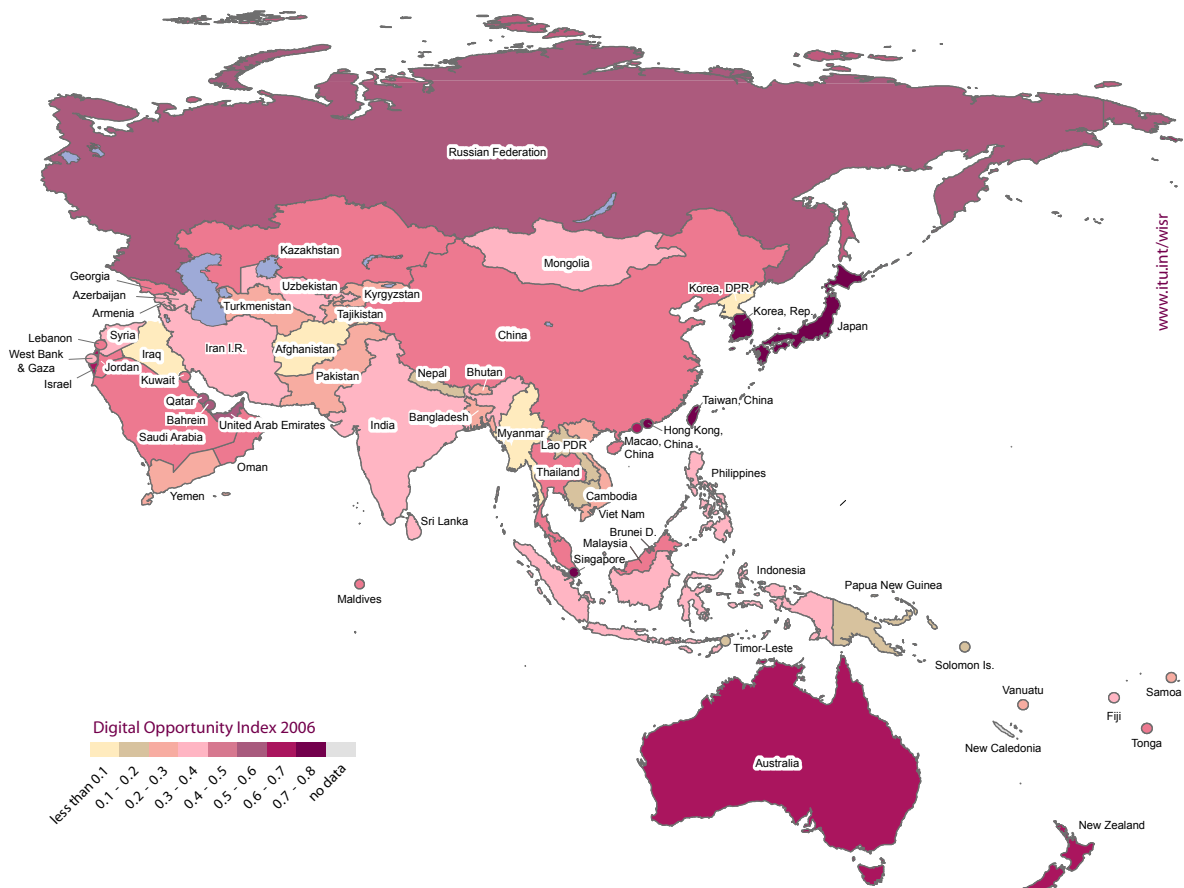 Russian Federation
www.itu.int/wisr
Kazakhstan
Mongolia
Georgia
Azerbaijan
Armenia
Uzbekistan
Kyrgyzstan
Turkmenistan
Tajikistan
Korea, DPR
Korea, Rep.
Japan
China
Lebanon
Syria
West Bank
& Gaza
Israel
Iraq
Jordan
Kuwait
Iran I.R.
Afghanistan
Pakistan
Nepal
Bhutan
Qatar
Bahrain
Saudi Arabia
United Arab Emirates
Oman
Yemen
India
Bangladesh
Myanmar
Lao PDR
Taiwan, China
Hong Kong,
China
Macao,
China
Thailand
Cambodia
Viet Nam
Philippines
Sri Lanka
Brunei D.
Malaysia
Singapore
Maldives
Indonesia
Papua New Guinea
Timor-Leste
Solomon Is.
Vanuatu
Samoa
Fiji
New Caledonia
Tonga
Australia
New Zealand
Digital Opportunity Index 2006
less than 0.1
0.1 - 0.2
0.2 - 0.3
0.3 - 0.4
0.4 - 0.5
0.5 - 0.6
0.6 - 0.7
0.7 - 0.8
no data